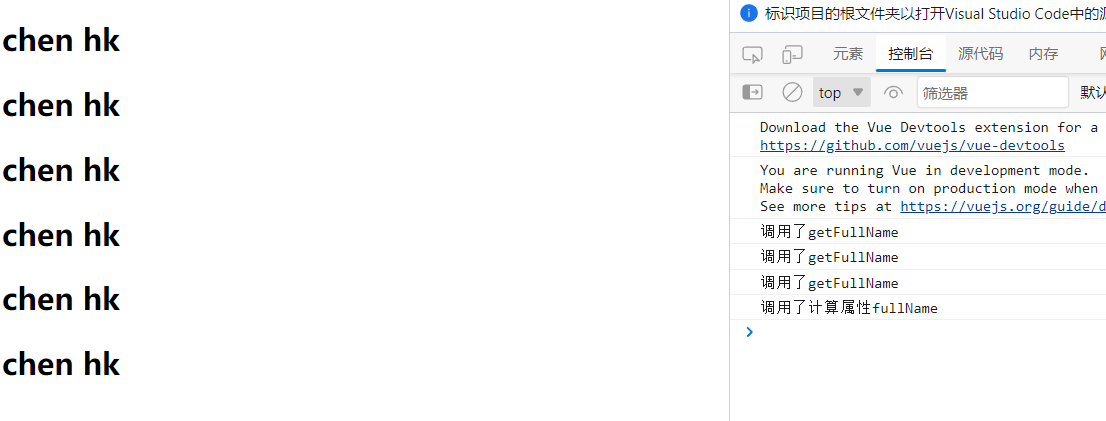 chen hk
chen hk
chen hk
chen hk
chen hk
chen hk
标识项目的根文件夹以打开Visual Studio Code中的
元素 控制台 源代码 内存
top 筛选器 默认
Download the Vue Devtools extension for a
https://github.com/vuejs/vue-devtools
You are running Vue in development mode.
Make sure to turn on production mode when
See more tips at https://vuejs.org/guide/d
调用了getFullName
调用了getFullName
调用了getFullName
调用了计算属性fullName